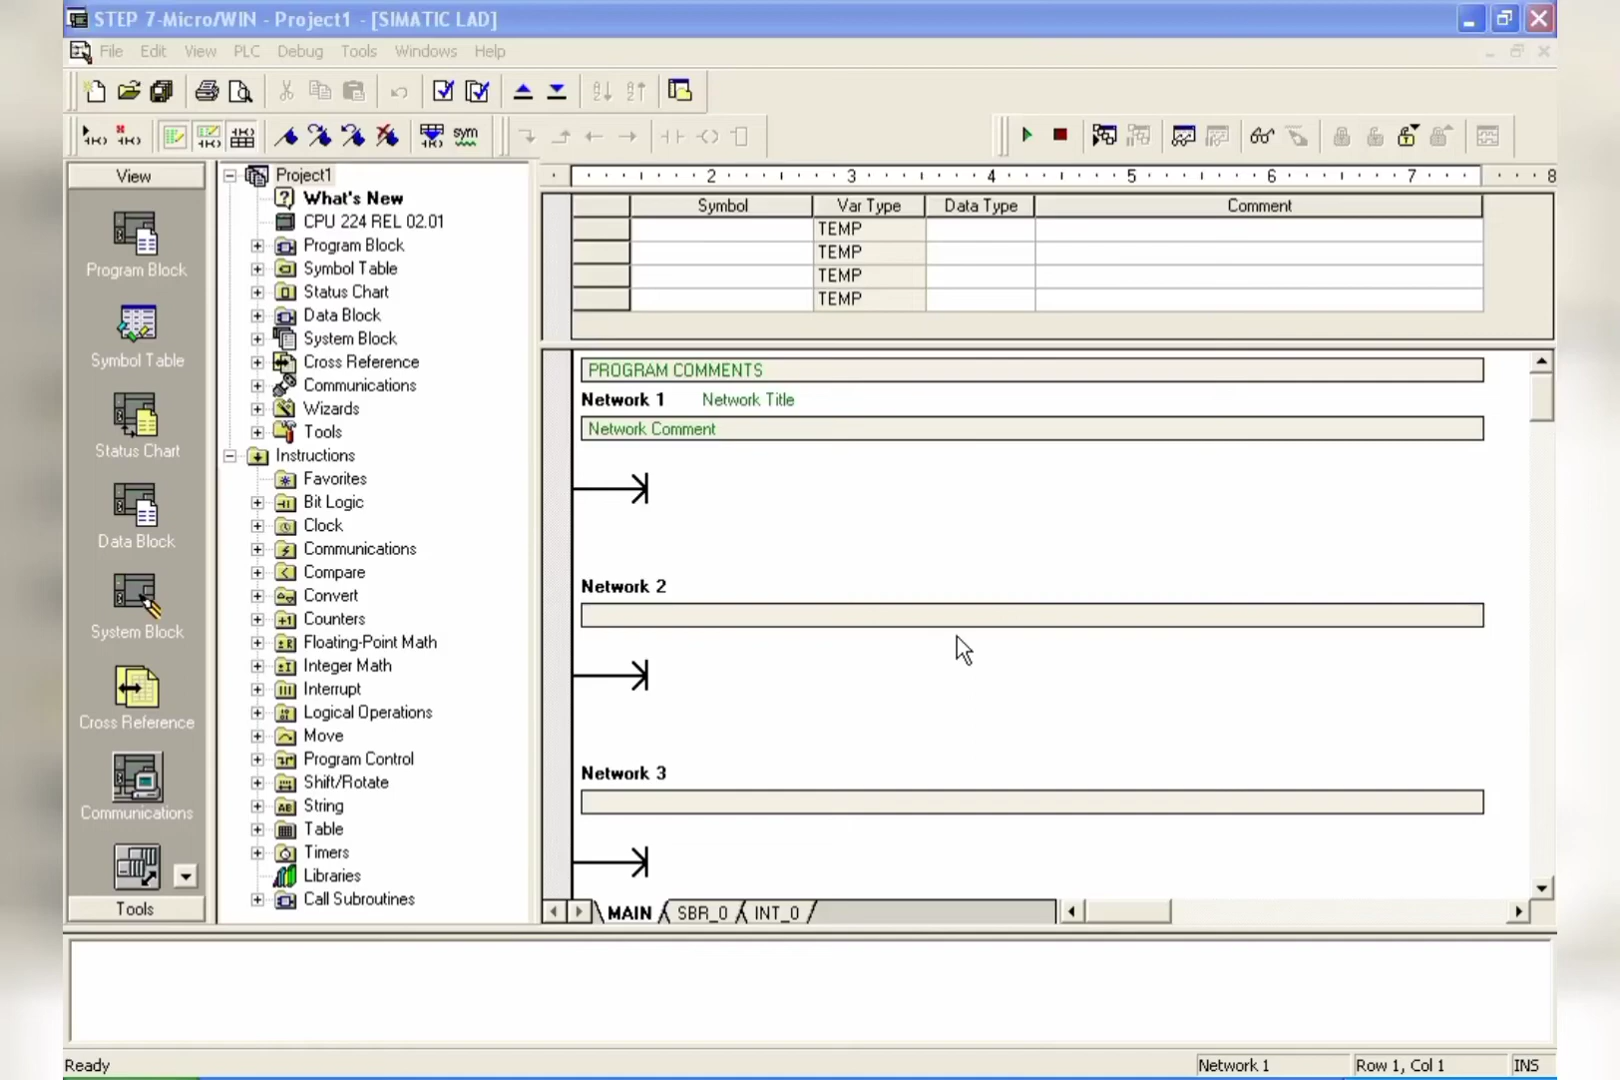 STEP 7-Micro/WIN - Project1 - [SIMATIC LAD]
File Edit View PLC Debug Tools Windows Help
sym
View
Program Block
Symbol Table
Status Chart
Data Block
System Block
Cross Reference
Communications
Tools
Project1
What's New
CPU 224 REL 02.01
Program Block
Symbol Table
Status Chart
Data Block
System Block
Cross Reference
Communications
Wizards
Tools
Instructions
Favorites
Bit Logic
Clock
Communications
Compare
Convert
Counters
Floating-Point Math
Integer Math
Interrupt
Logical Operations
Move
Program Control
Shift/Rotate
String
Table
Timers
Libraries
Call Subroutines
2 3 4 5 6 7 8
Symbol Var Type Data Type Comment
TEMP
TEMP
TEMP
TEMP
PROGRAM COMMENTS
Network 1 Network Title
Network Comment
Network 2
Network 3
MAIN SBR_0 INT_0
Ready Network 1 Row 1, Col 1 INS